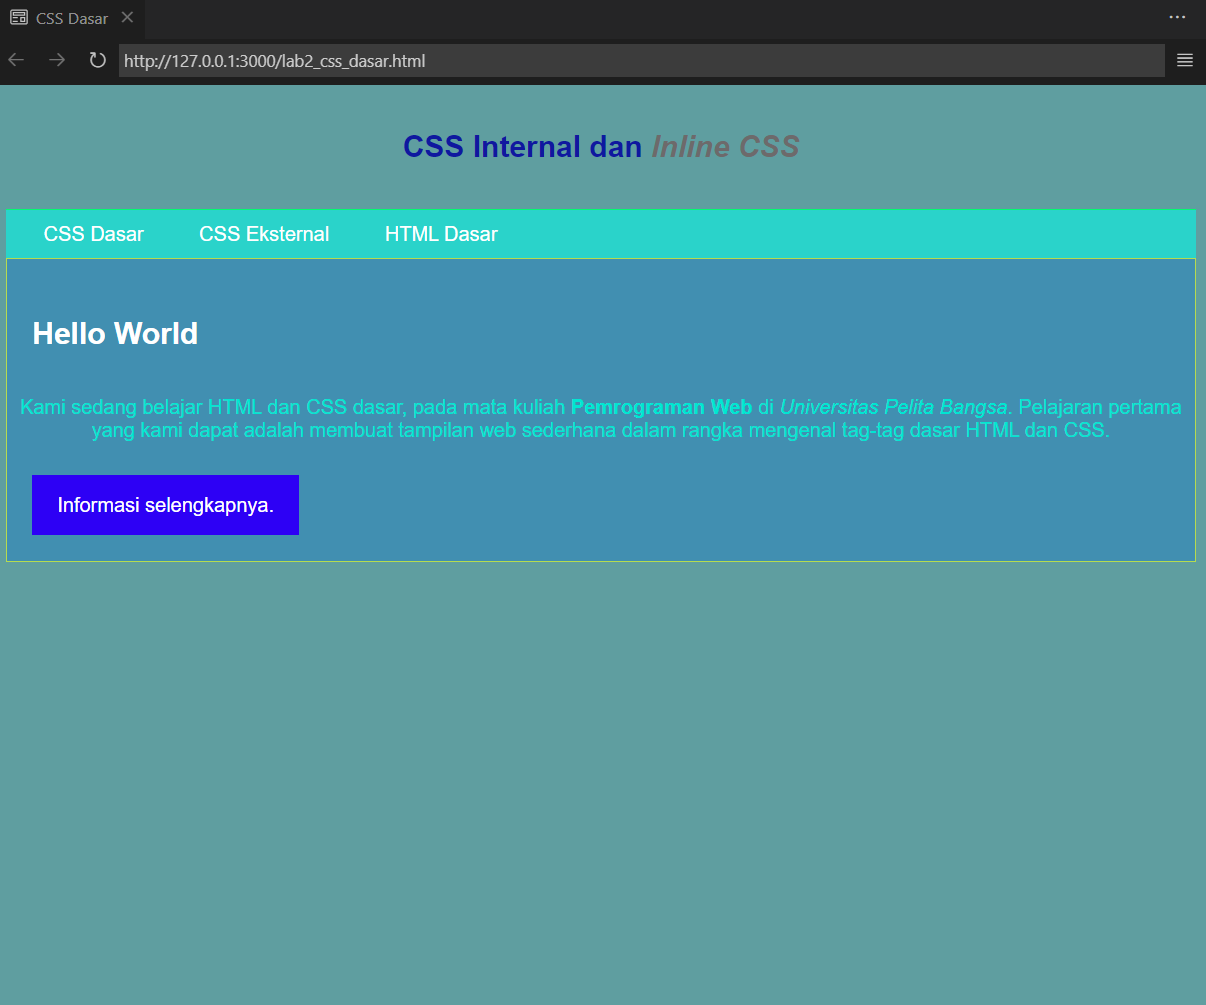 CSS Dasar
http://127.0.0.1:3000/lab2_css_dasar.html
CSS Internal dan Inline CSS
CSS Dasar CSS Eksternal HTML Dasar
Hello World
Kami sedang belajar HTML dan CSS dasar, pada mata kuliah Pemrograman Web di Universitas Pelita Bangsa. Pelajaran pertama
yang kami dapat adalah membuat tampilan web sederhana dalam rangka mengenal tag-tag dasar HTML dan CSS.
Informasi selengkapnya.